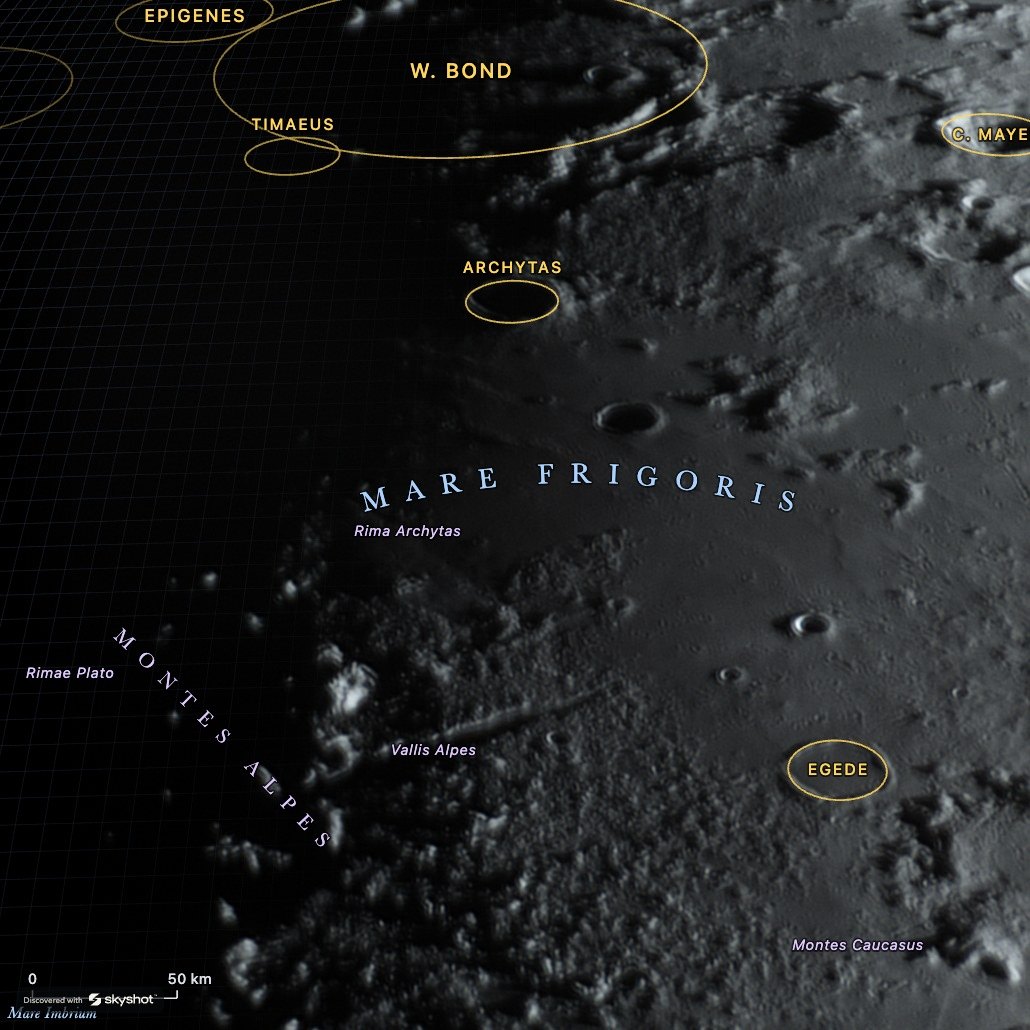 EPIGENES
W. BOND
TIMAEUS
C. MAYE
ARCHYTAS
MARE FRIGORIS
Rima Archytas
MONTES ALPES
Rimae Plato
Vallis Alpes
EGEDE
Montes Caucasus
0 50 km
Discovered with skyshot
Mare Imbrium